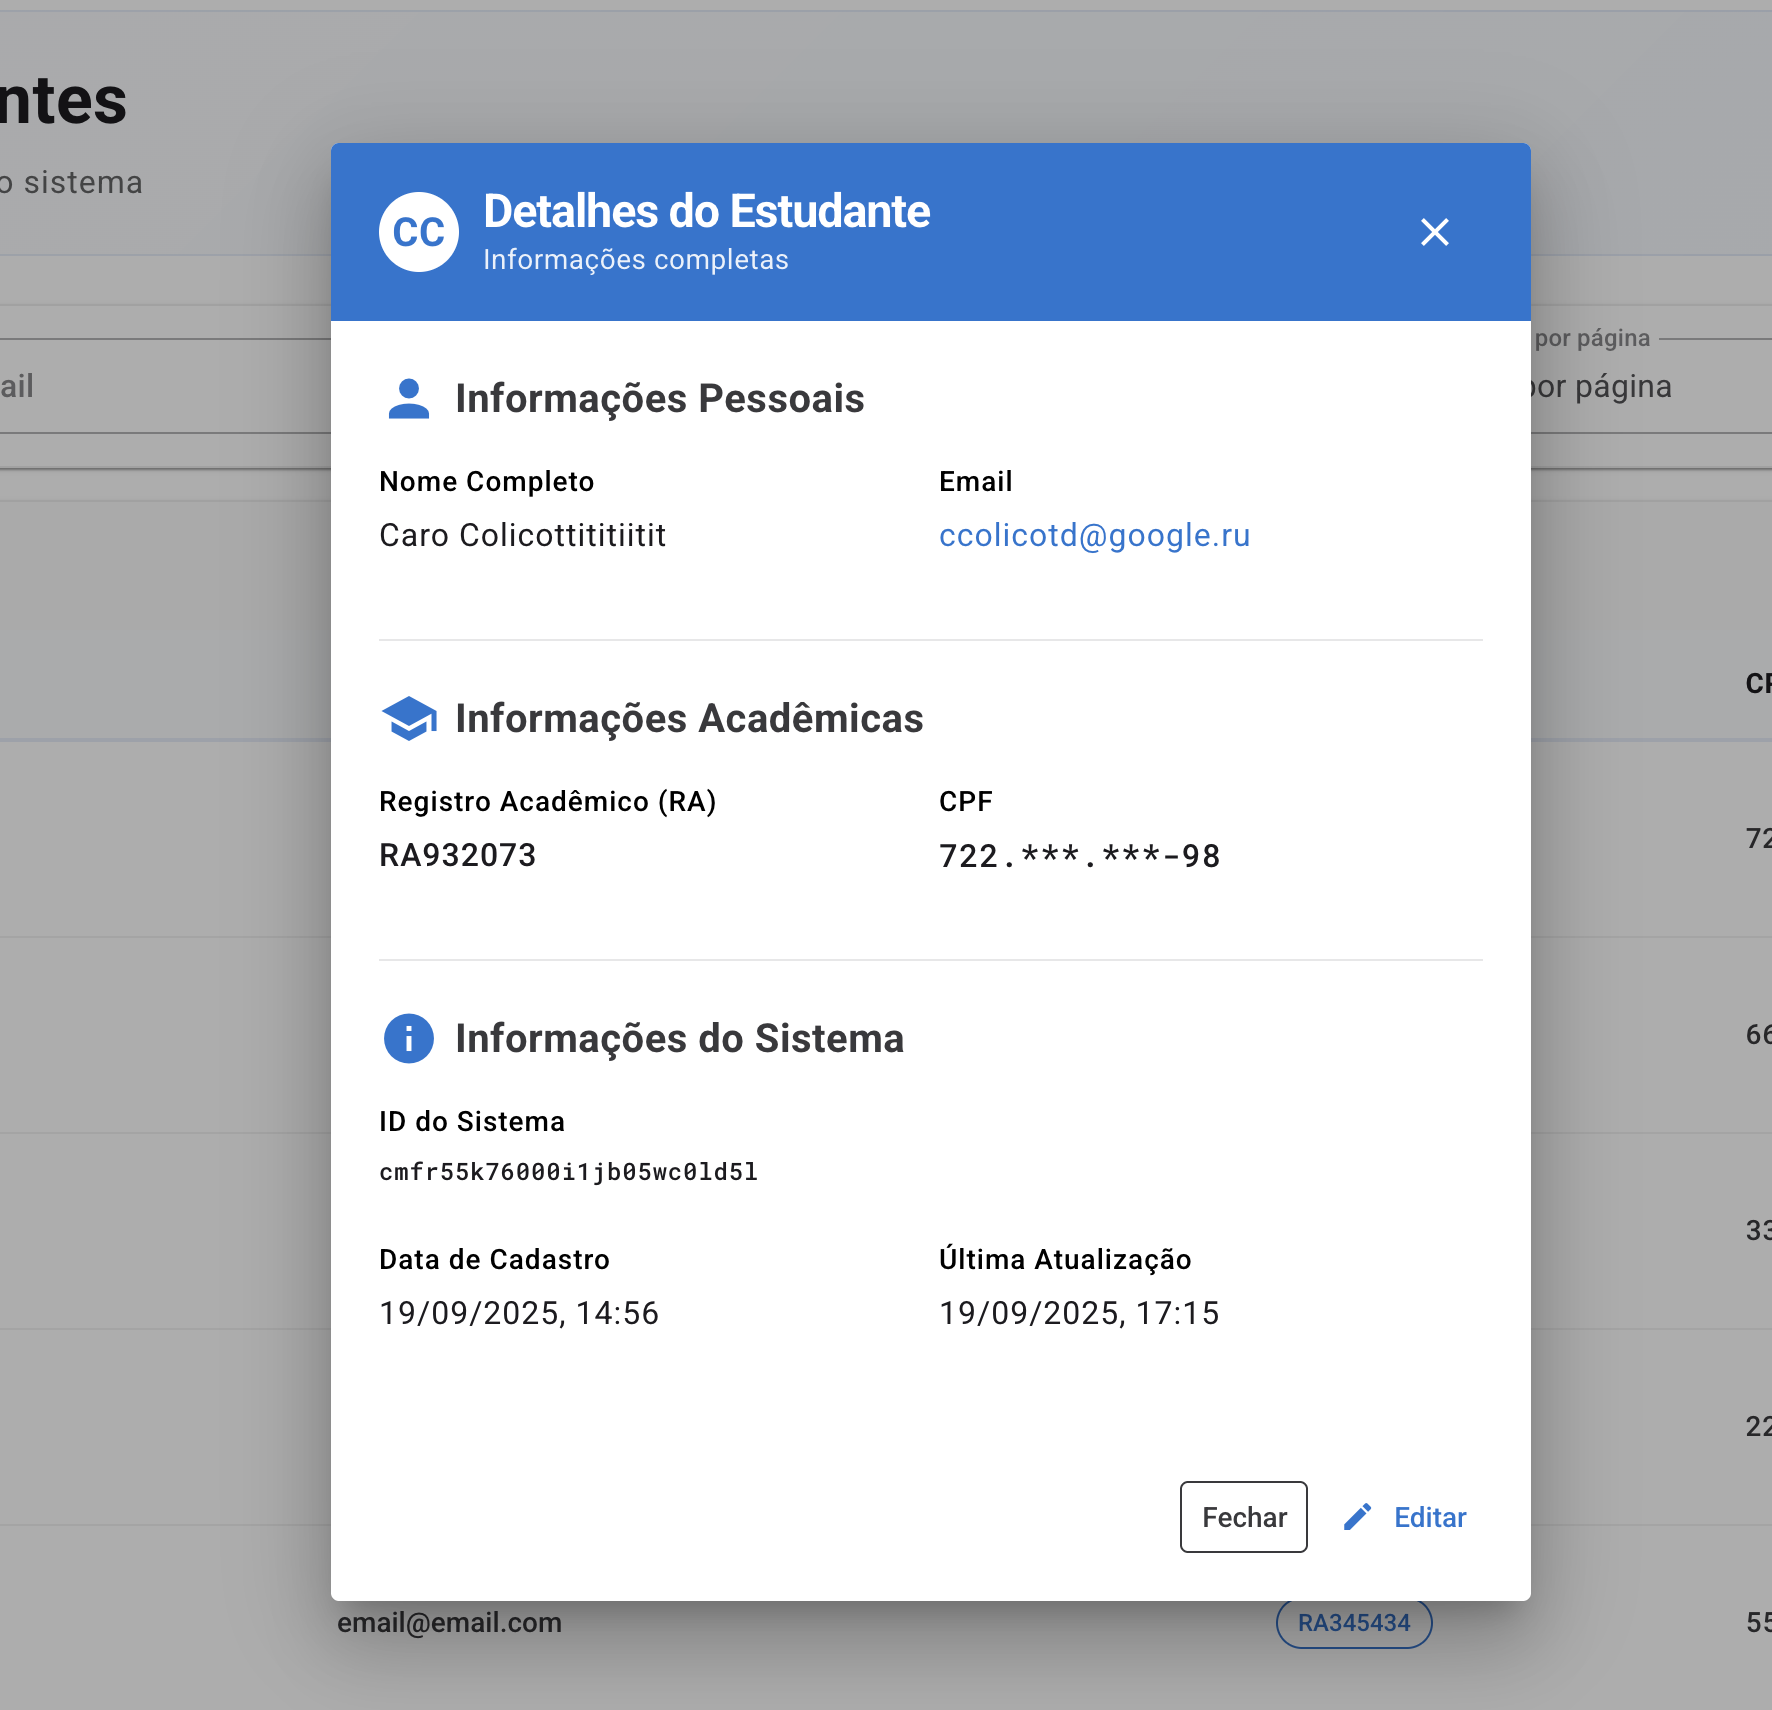 ntes
o sistema
CC
Detalhes do Estudante
Informações completas
por página
ail
por página
Informações Pessoais
Nome Completo
Email
Caro Colicottititiitit
ccolicotd@google.ru
Informações Acadêmicas
CP
Registro Acadêmico (RA)
CPF
RA932073
722.***.***-98
72
Informações do Sistema
66
ID do Sistema
cmfr55k76000i1jb05wc0ld5l
33
Data de Cadastro
Última Atualização
19/09/2025, 14:56
19/09/2025, 17:15
22
Fechar
Editar
email@email.com
RA345434
55